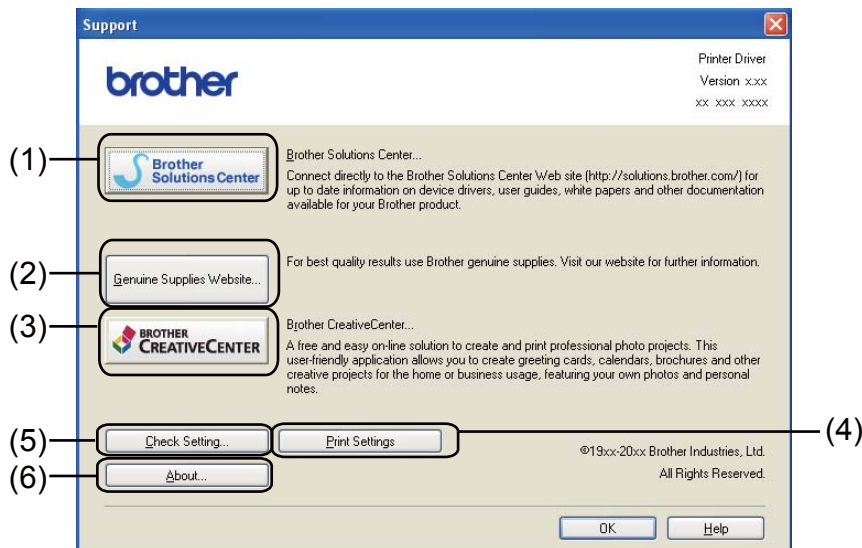 Support
brother
Printer Driver
Version x.xx
xx xxx xxxx
(1)
Brother
Solutions Center
Brother Solutions Center...
Connect directly to the Brother Solutions Center Web site (http://solutions.brother.com/) for
up to date information on device drivers, user guides, white papers and other documentation
available for your Brother product.
(2)
Genuine Supplies Website...
For best quality results use Brother genuine supplies. Visit our website for further information.
(3)
BROTHER
CREATIVECENTER
Brother CreativeCenter...
A free and easy on-line solution to create and print professional photo projects. This
user-friendly application allows you to create greeting cards, calendars, brochures and other
creative projects for the home or business usage, featuring your own photos and personal
notes.
(5)
Check Setting...
Print Settings
(4)
(6)
About...
©19xx-20xx Brother Industries, Ltd.
All Rights Reserved.
OK
Help